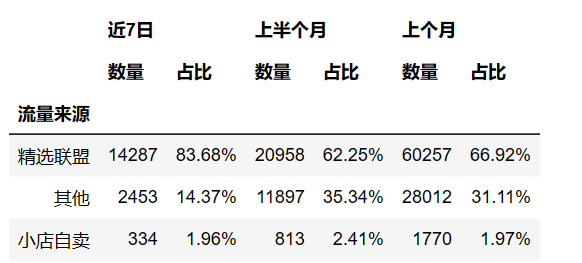 近7日 上半个月 上个月
数量 占比 数量 占比 数量 占比
流量来源
精选联盟 14287 83.68% 20958 62.25% 60257 66.92%
其他 2453 14.37% 11897 35.34% 28012 31.11%
小店自卖 334 1.96% 813 2.41% 1770 1.97%